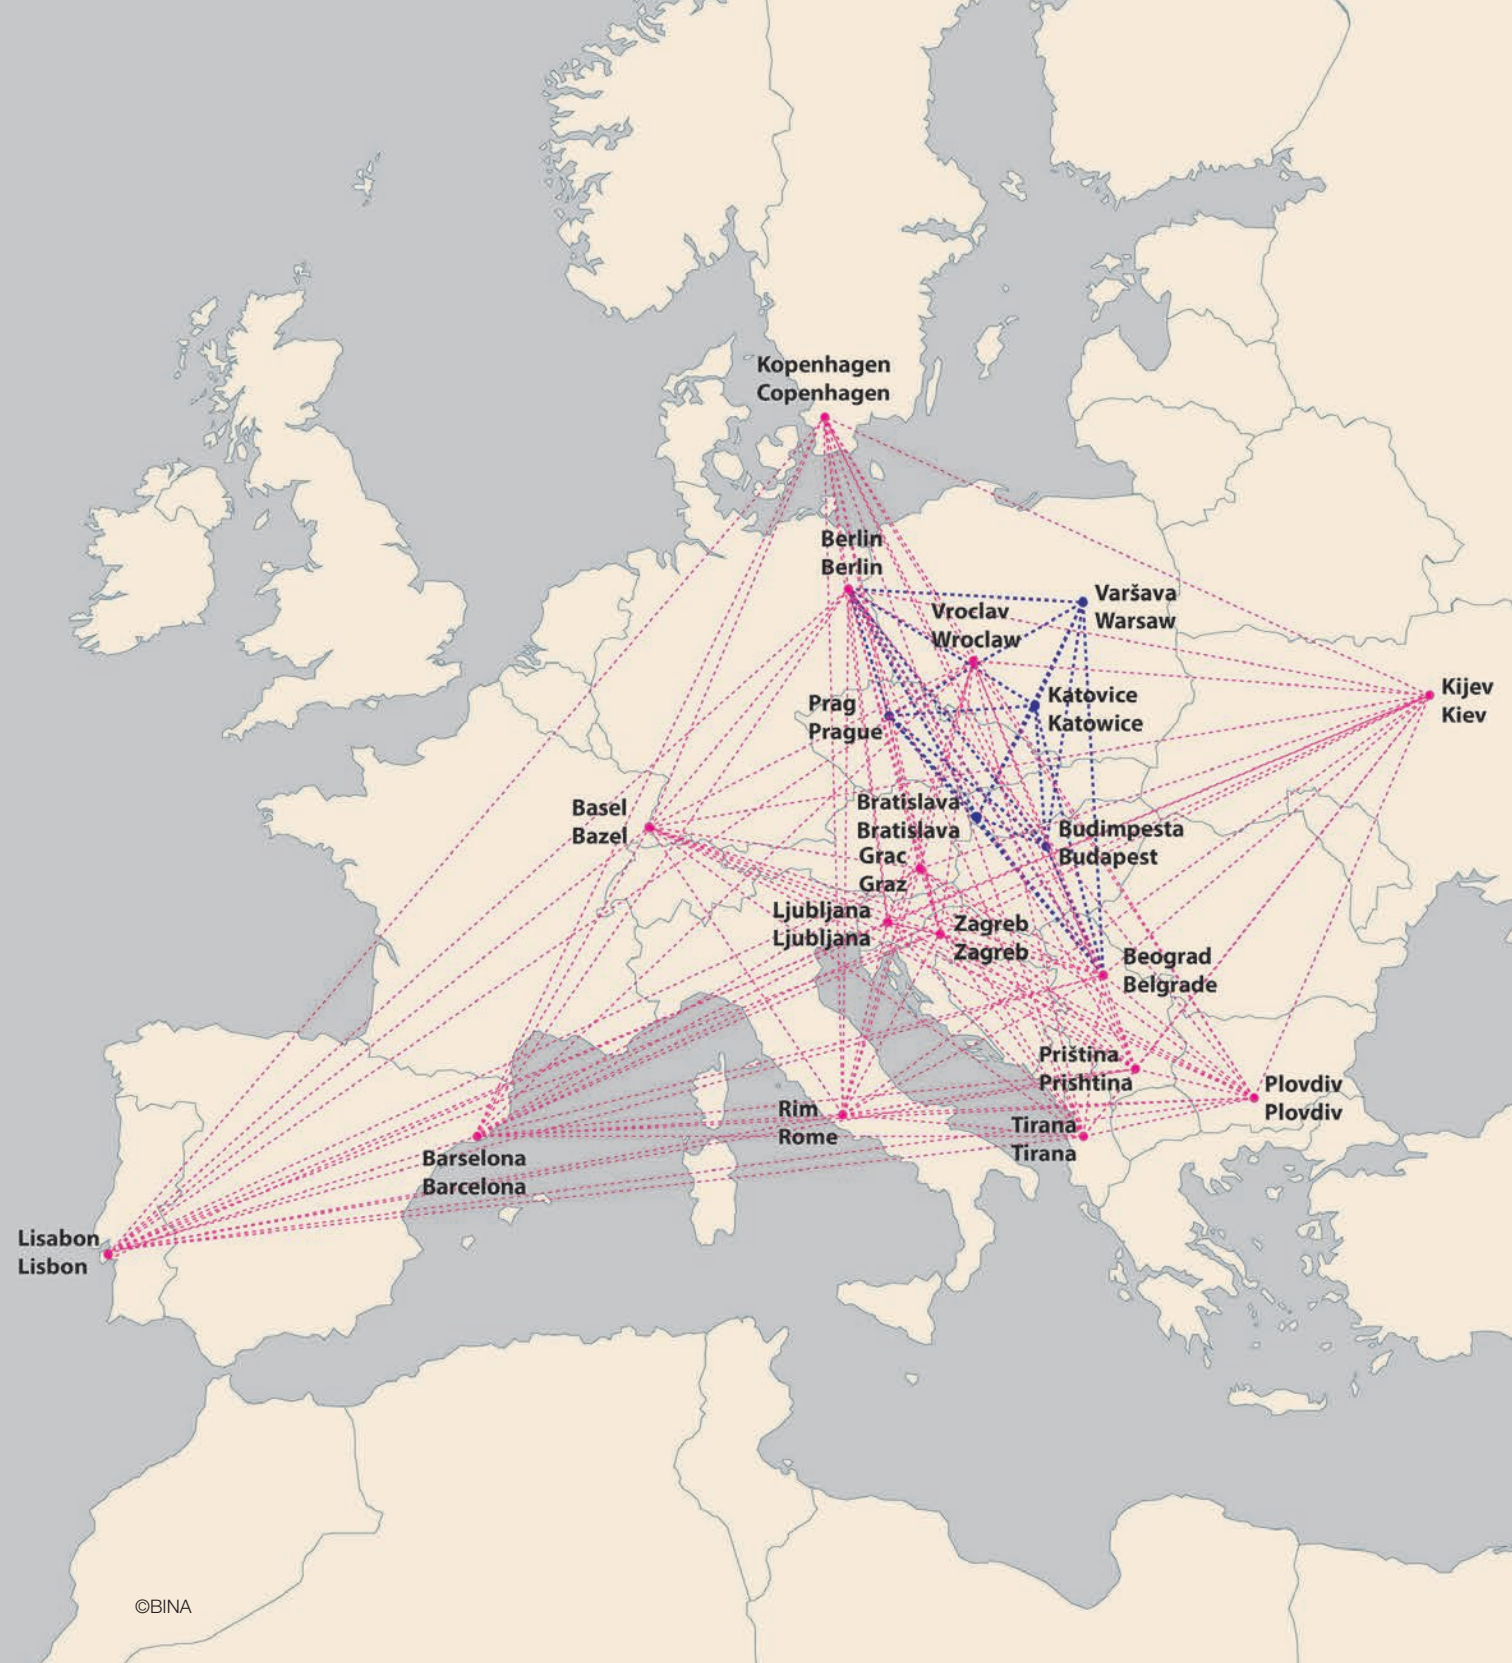 Kopenhagen
Copenhagen
Berlin
Berlin
Varšava
Warsaw
Vroclav
Wroclaw
Kijev
Kiev
Katovice
Katowice
Prag
Prague
Basel
Bazel
Bratislava
Bratislava
Budimpesta
Budapest
Grac
Graz
Ljubljana
Ljubljana
Zagreb
Zagreb
Beograd
Belgrade
Priština
Prishtina
Plovdiv
Plovdiv
Rim
Rome
Tirana
Tirana
Barselona
Barcelona
Lisabon
Lisbon
©BINA